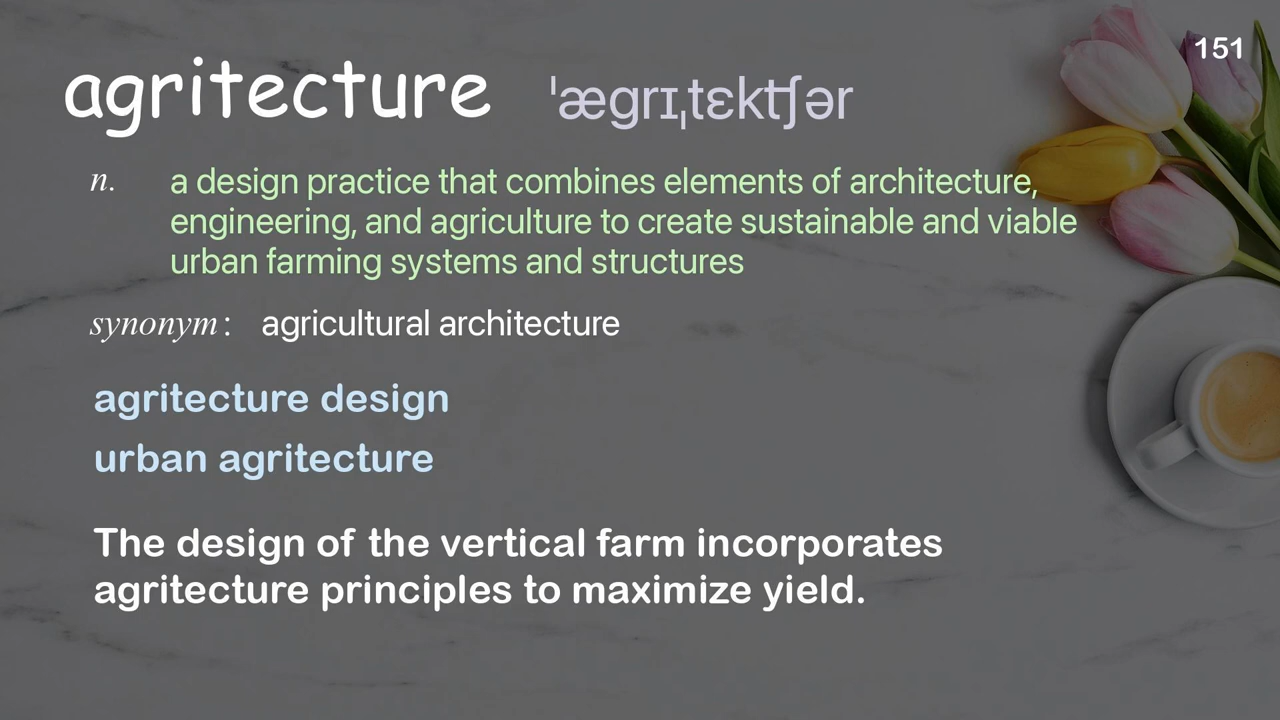 151
agritecture ˈægrɪˌtɛktʃər
n. a design practice that combines elements of architecture,
engineering, and agriculture to create sustainable and viable
urban farming systems and structures
synonym: agricultural architecture
agritecture design
urban agritecture
The design of the vertical farm incorporates
agritecture principles to maximize yield.